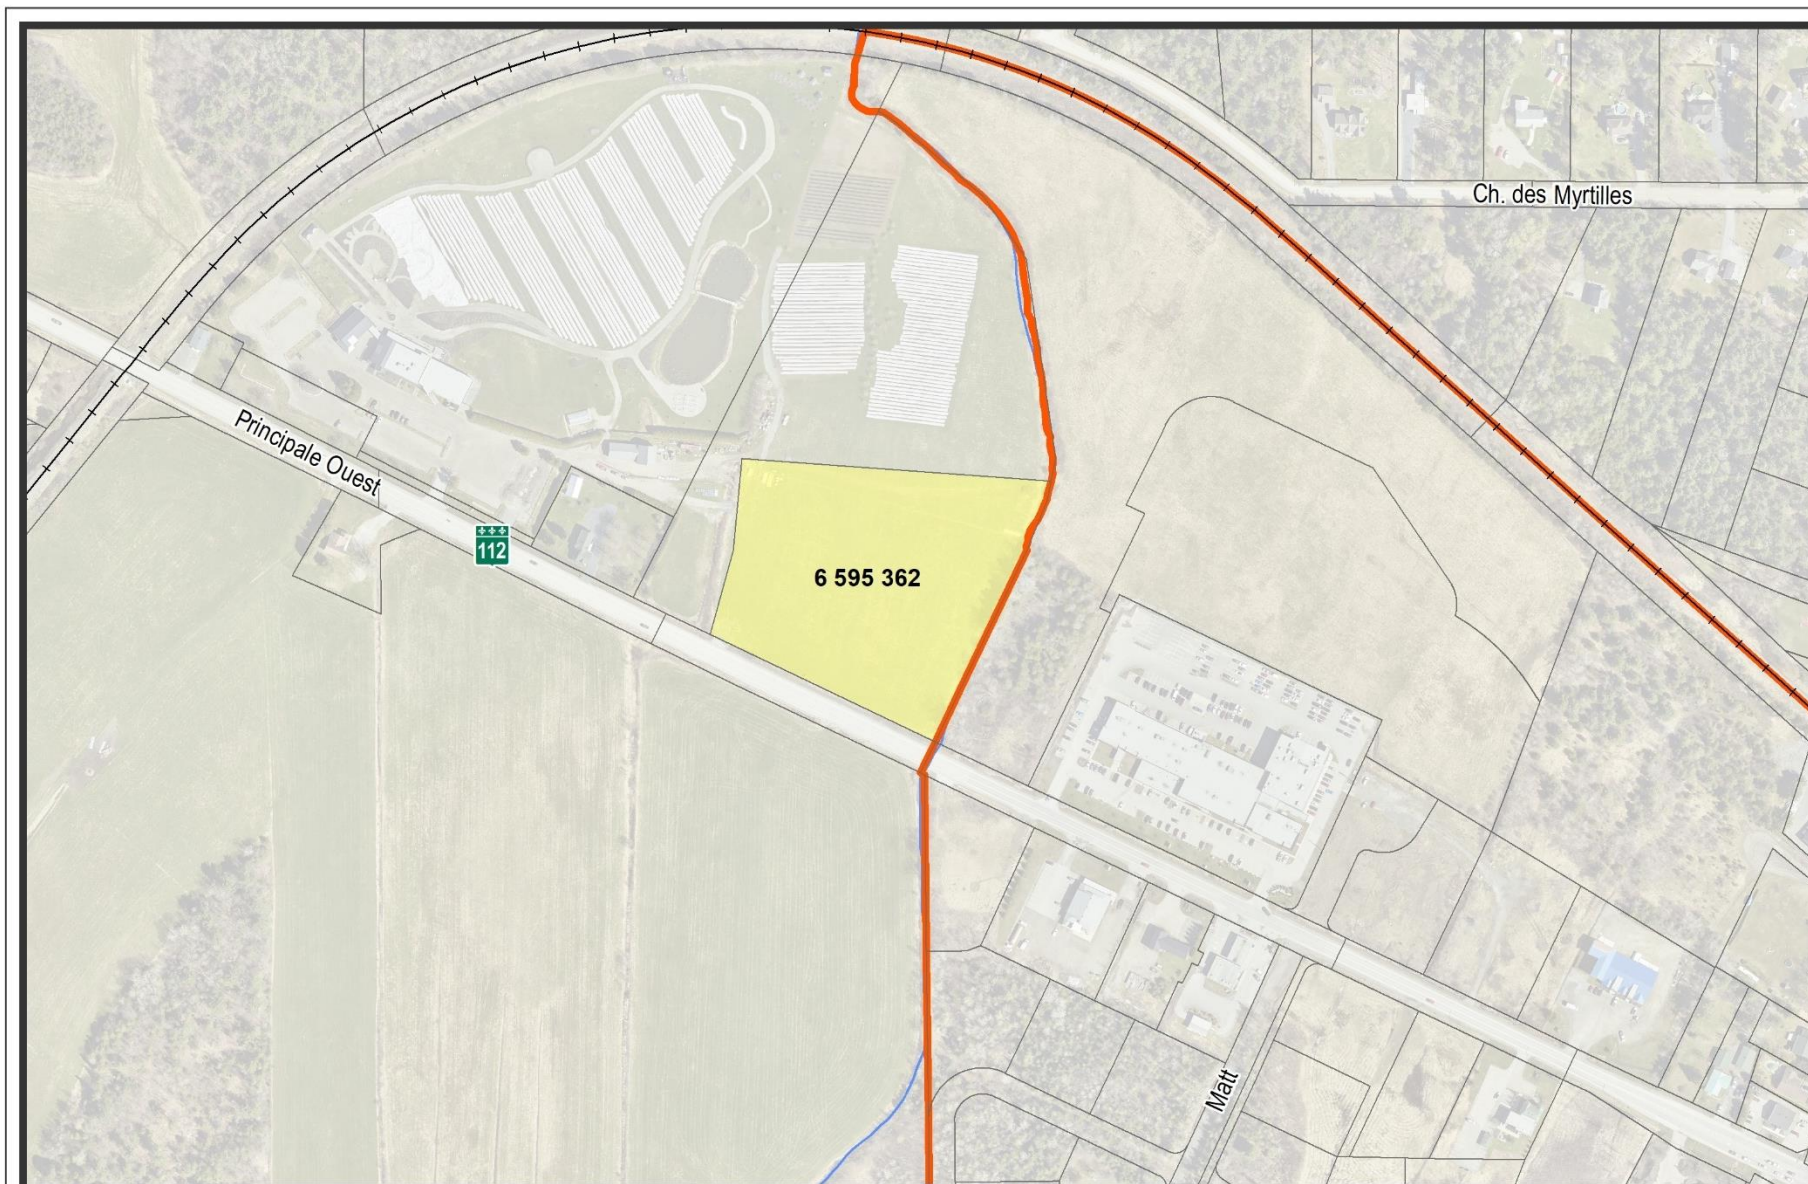 Ch. des Myrtilles
Principale Ouest
112
6 595 362
Matt